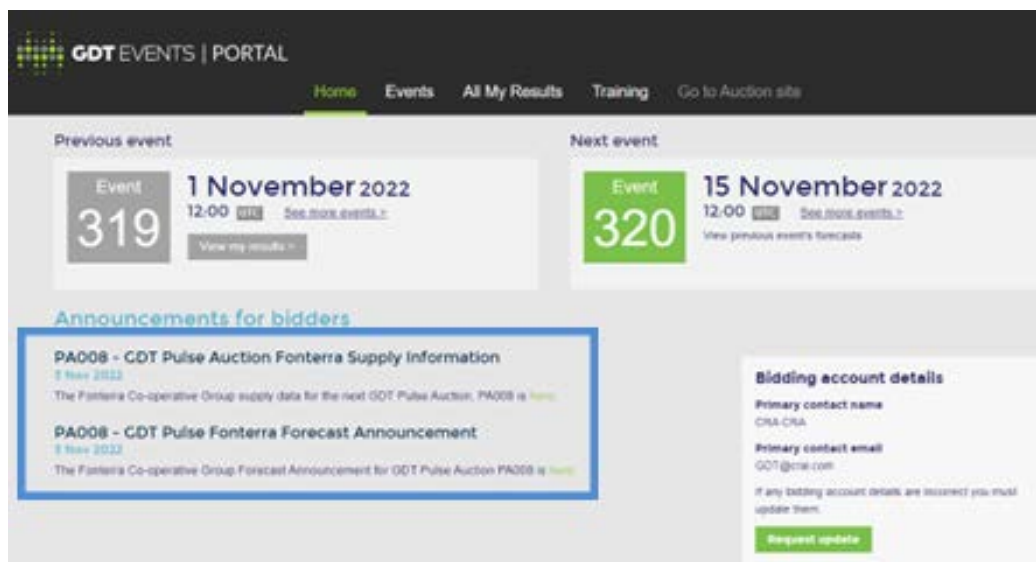 GDT EVENTS | PORTAL
Home Events All My Results Training Go to Auction site
Previous event
Event
319
1 November 2022
12:00 UTC See more events >
View my results >
Next event
Event
320
15 November 2022
12:00 UTC See more events >
View previous event's forecasts
Announcements for bidders
PA008 - GDT Pulse Auction Fonterra Supply Information
Nov 2022
The Fonterra Co-operative Group supply data for the next GDT Pulse Auction, PA008 is here.
PA008 - GDT Pulse Fonterra Forecast Announcement
Nov 2022
The Fonterra Co-operative Group Forecast Announcement for GDT Pulse Auction PA008 is here.
Bidding account details
Primary contact name
CRA CRA
Primary contact email
GDT@crai.com
If any bidding account details are incorrect you must
update them.
Request update